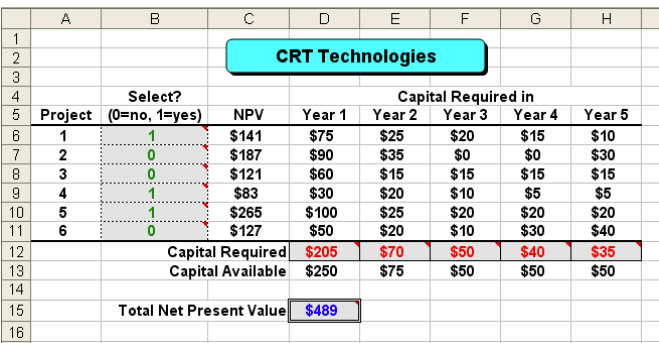 A B C D E F G H
1
2 CRT Technologies
3
4 Select? Capital Required in
5 Project (0=no, 1=yes) NPV Year 1 Year 2 Year 3 Year 4 Year 5
6 1 1 $141 $75 $25 $20 $15 $10
7 2 0 $187 $90 $35 $0 $0 $30
8 3 0 $121 $60 $15 $15 $15 $15
9 4 1 $83 $30 $20 $10 $5 $5
10 5 1 $265 $100 $25 $20 $20 $20
11 6 0 $127 $50 $20 $10 $30 $40
12 Capital Required $205 $70 $50 $40 $35
13 Capital Available $250 $75 $50 $50 $50
14
15 Total Net Present Value $489
16